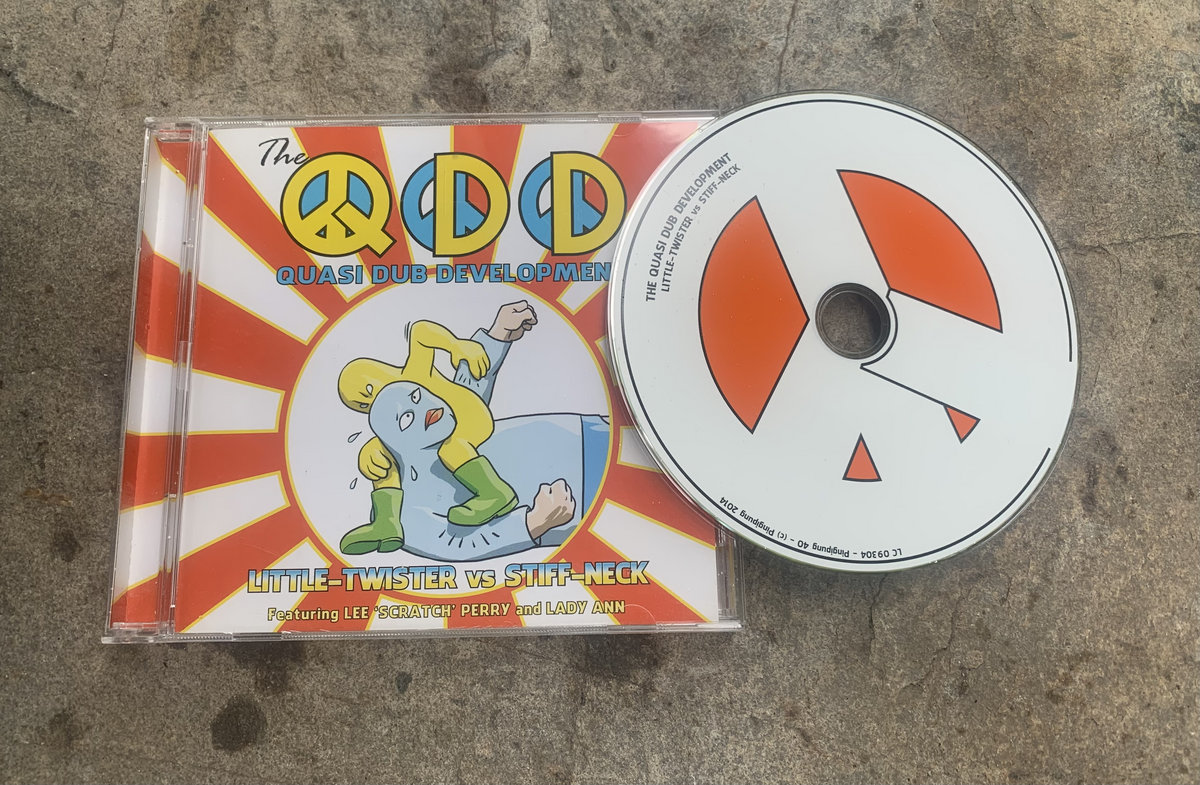 The
QDD
QUASI DUB DEVELOPMEN
LITTLE-TWISTER vs STIFF-NECK
Featuring LEE 'SCRATCH' PERRY and LADY ANN
THE QUASI DUB DEVELOPMENT
LITTLE-TWISTER vs STIFF-NECK
LC 09304 - Pingipung 40 - (c) Pingipung 2014